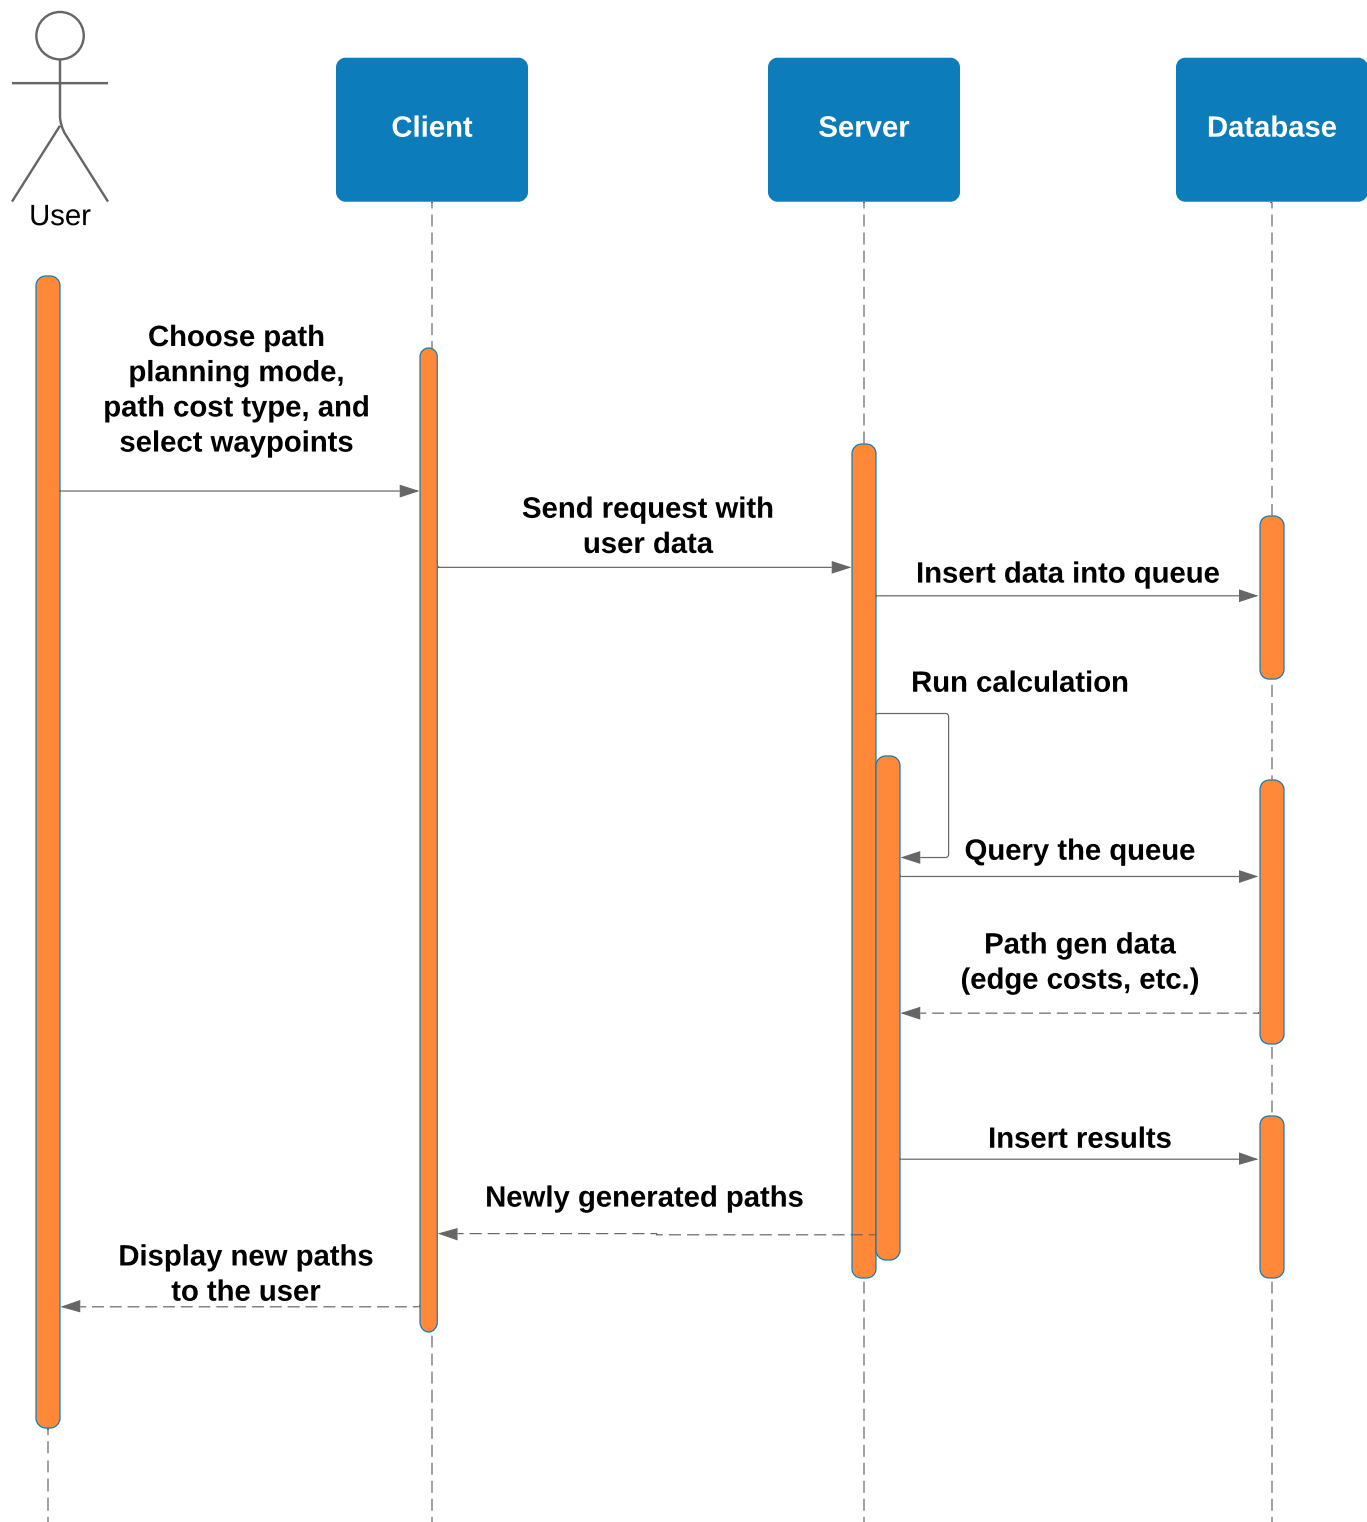 User
Client
Server
Database
Choose path
planning mode,
path cost type, and
select waypoints
Send request with
user data
Insert data into queue
Run calculation
Query the queue
Path gen data
(edge costs, etc.)
Insert results
Newly generated paths
Display new paths
to the user